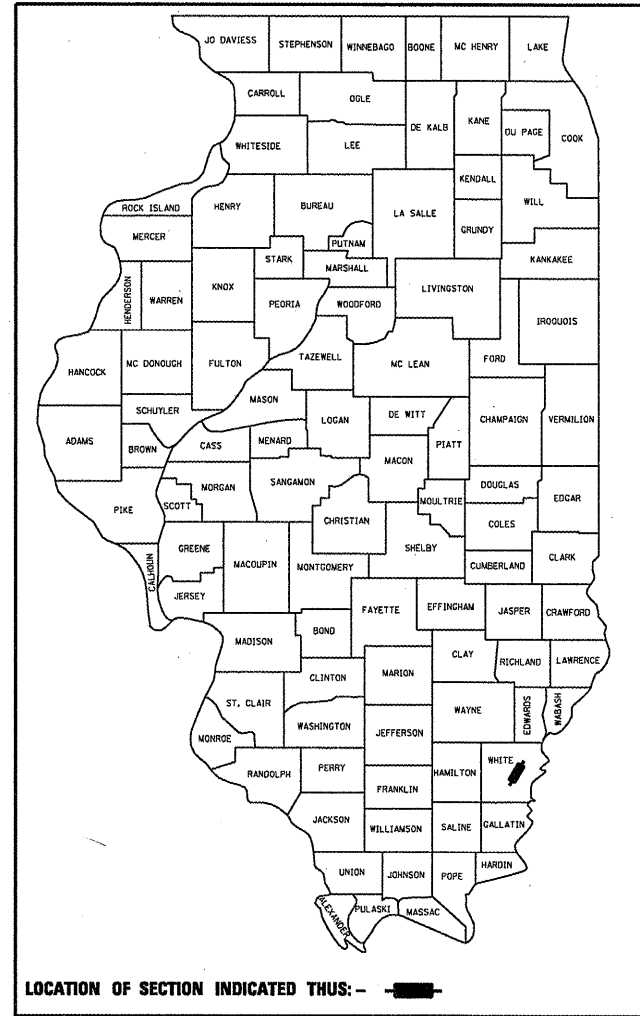 JO DAVIESS
STEPHENSON
WINNEBAGO
BOONE
MC HENRY
LAKE
CARROLL
OGLE
DE KALB
KANE
DU PAGE
COOK
WHITESIDE
LEE
KENDALL
WILL
ROCK ISLAND
HENRY
BUREAU
LA SALLE
GRUNDY
MERCER
PUTNAM
STARK
MARSHALL
KANKAKEE
HENDERSON
WARREN
KNOX
PEORIA
WOODFORD
LIVINGSTON
IROQUOIS
HANCOCK
MC DONOUGH
FULTON
TAZEWELL
MC LEAN
FORD
MASON
SCHUYLER
LOGAN
DE WITT
CHAMPAIGN
VERMILION
ADAMS
BROWN
CASS
MENARD
MACON
PIATT
PIKE
SCOTT
MORGAN
SANGAMON
CHRISTIAN
MOULTRIE
DOUGLAS
EDGAR
COLES
CALHOUN
GREENE
MACOUPIN
MONTGOMERY
SHELBY
CUMBERLAND
CLARK
JERSEY
FAYETTE
EFFINGHAM
JASPER
CRAWFORD
MADISON
BOND
CLAY
RICHLAND
LAWRENCE
CLINTON
MARION
ST. CLAIR
WAYNE
EDWARDS
WABASH
WASHINGTON
JEFFERSON
MONROE
RANDOLPH
PERRY
FRANKLIN
HAMILTON
WHITE
JACKSON
WILLIAMSON
SALINE
GALLATIN
UNION
JOHNSON
POPE
HARDIN
ALEXANDER
PULASKI
MASSAC
LOCATION OF SECTION INDICATED THUS: -